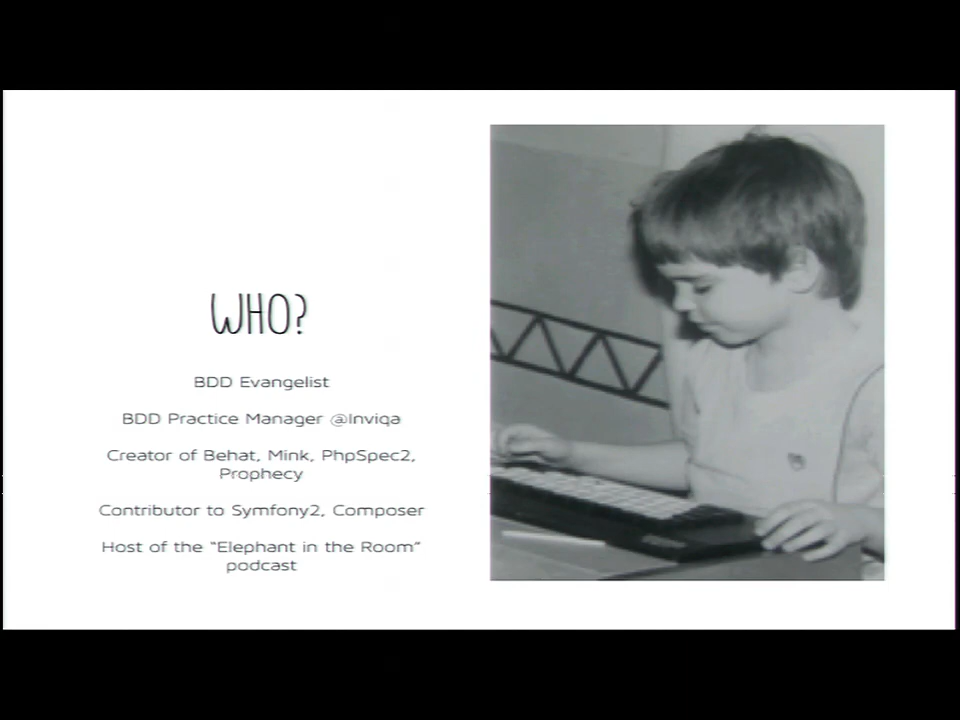 WHO?
BDD Evangelist
BDD Practice Manager @Inviqa
Creator of Behat, Mink, PhpSpec2,
Prophecy
Contributor to Symfony2, Composer
Host of the “Elephant in the Room”
podcast